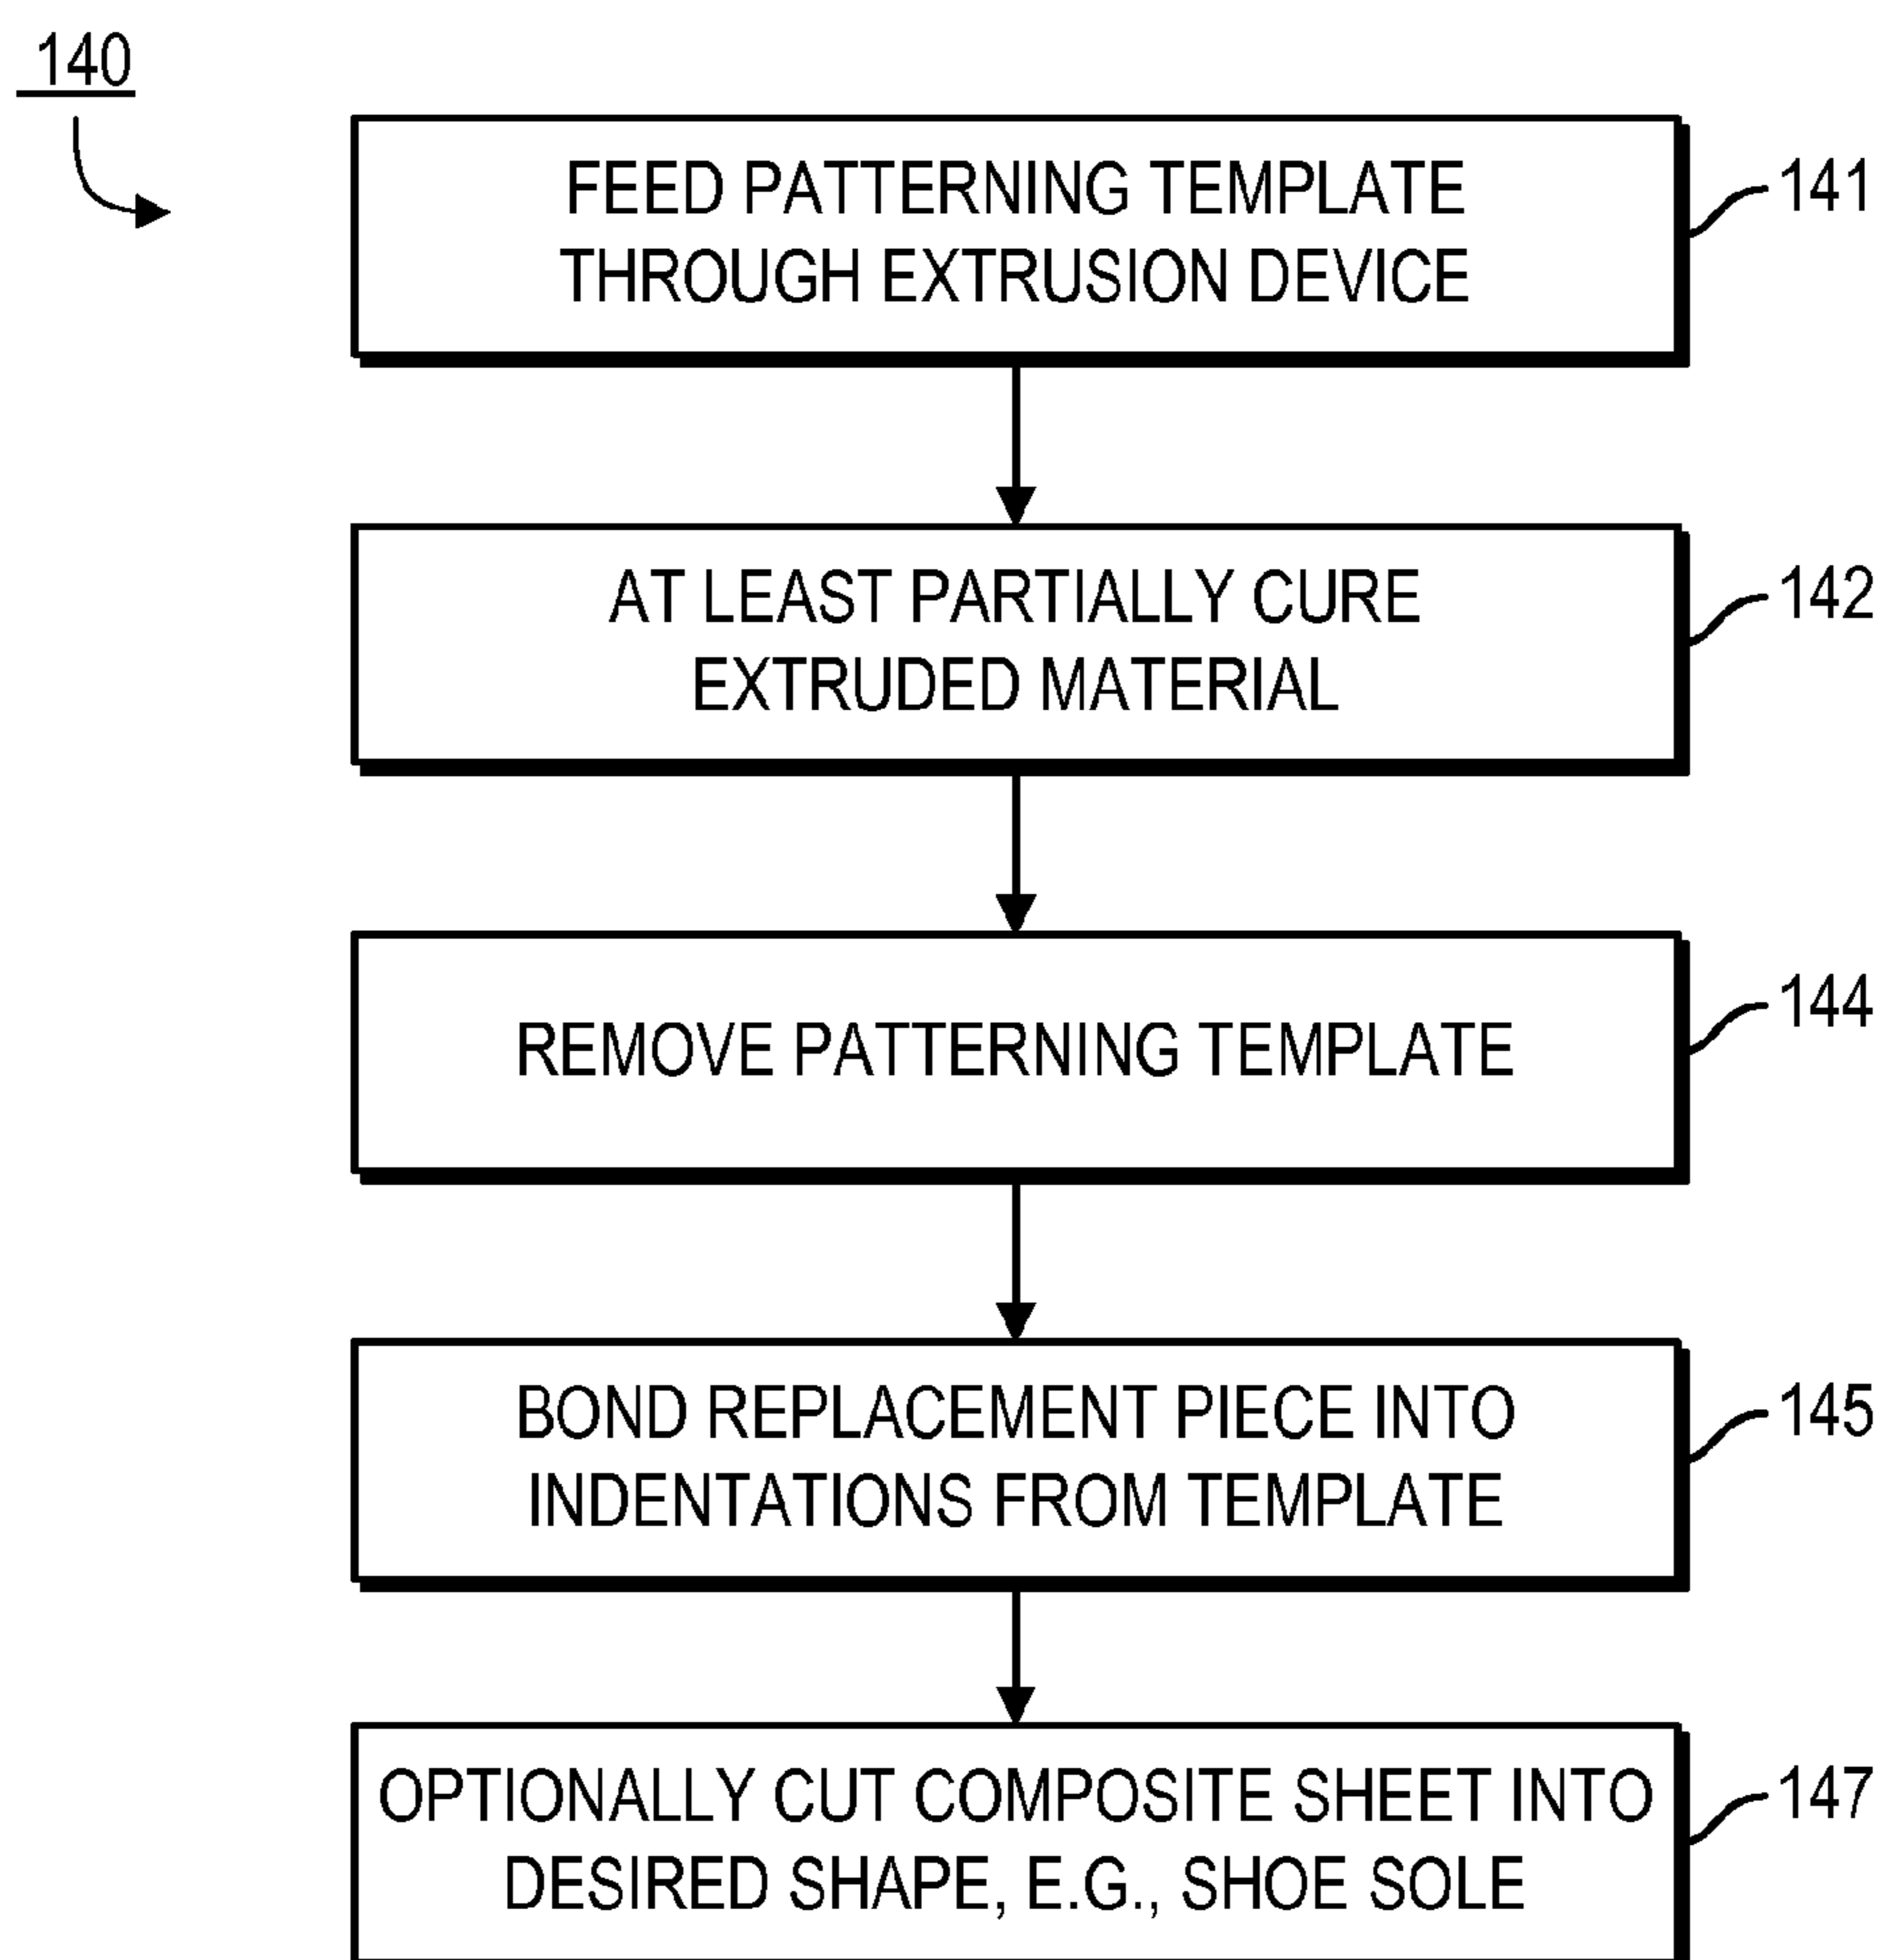 140
FEED PATTERNING TEMPLATE
THROUGH EXTRUSION DEVICE
141
AT LEAST PARTIALLY CURE
EXTRUDED MATERIAL
142
REMOVE PATTERNING TEMPLATE
144
BOND REPLACEMENT PIECE INTO
INDENTATIONS FROM TEMPLATE
145
OPTIONALLY CUT COMPOSITE SHEET INTO
DESIRED SHAPE, E.G., SHOE SOLE
147